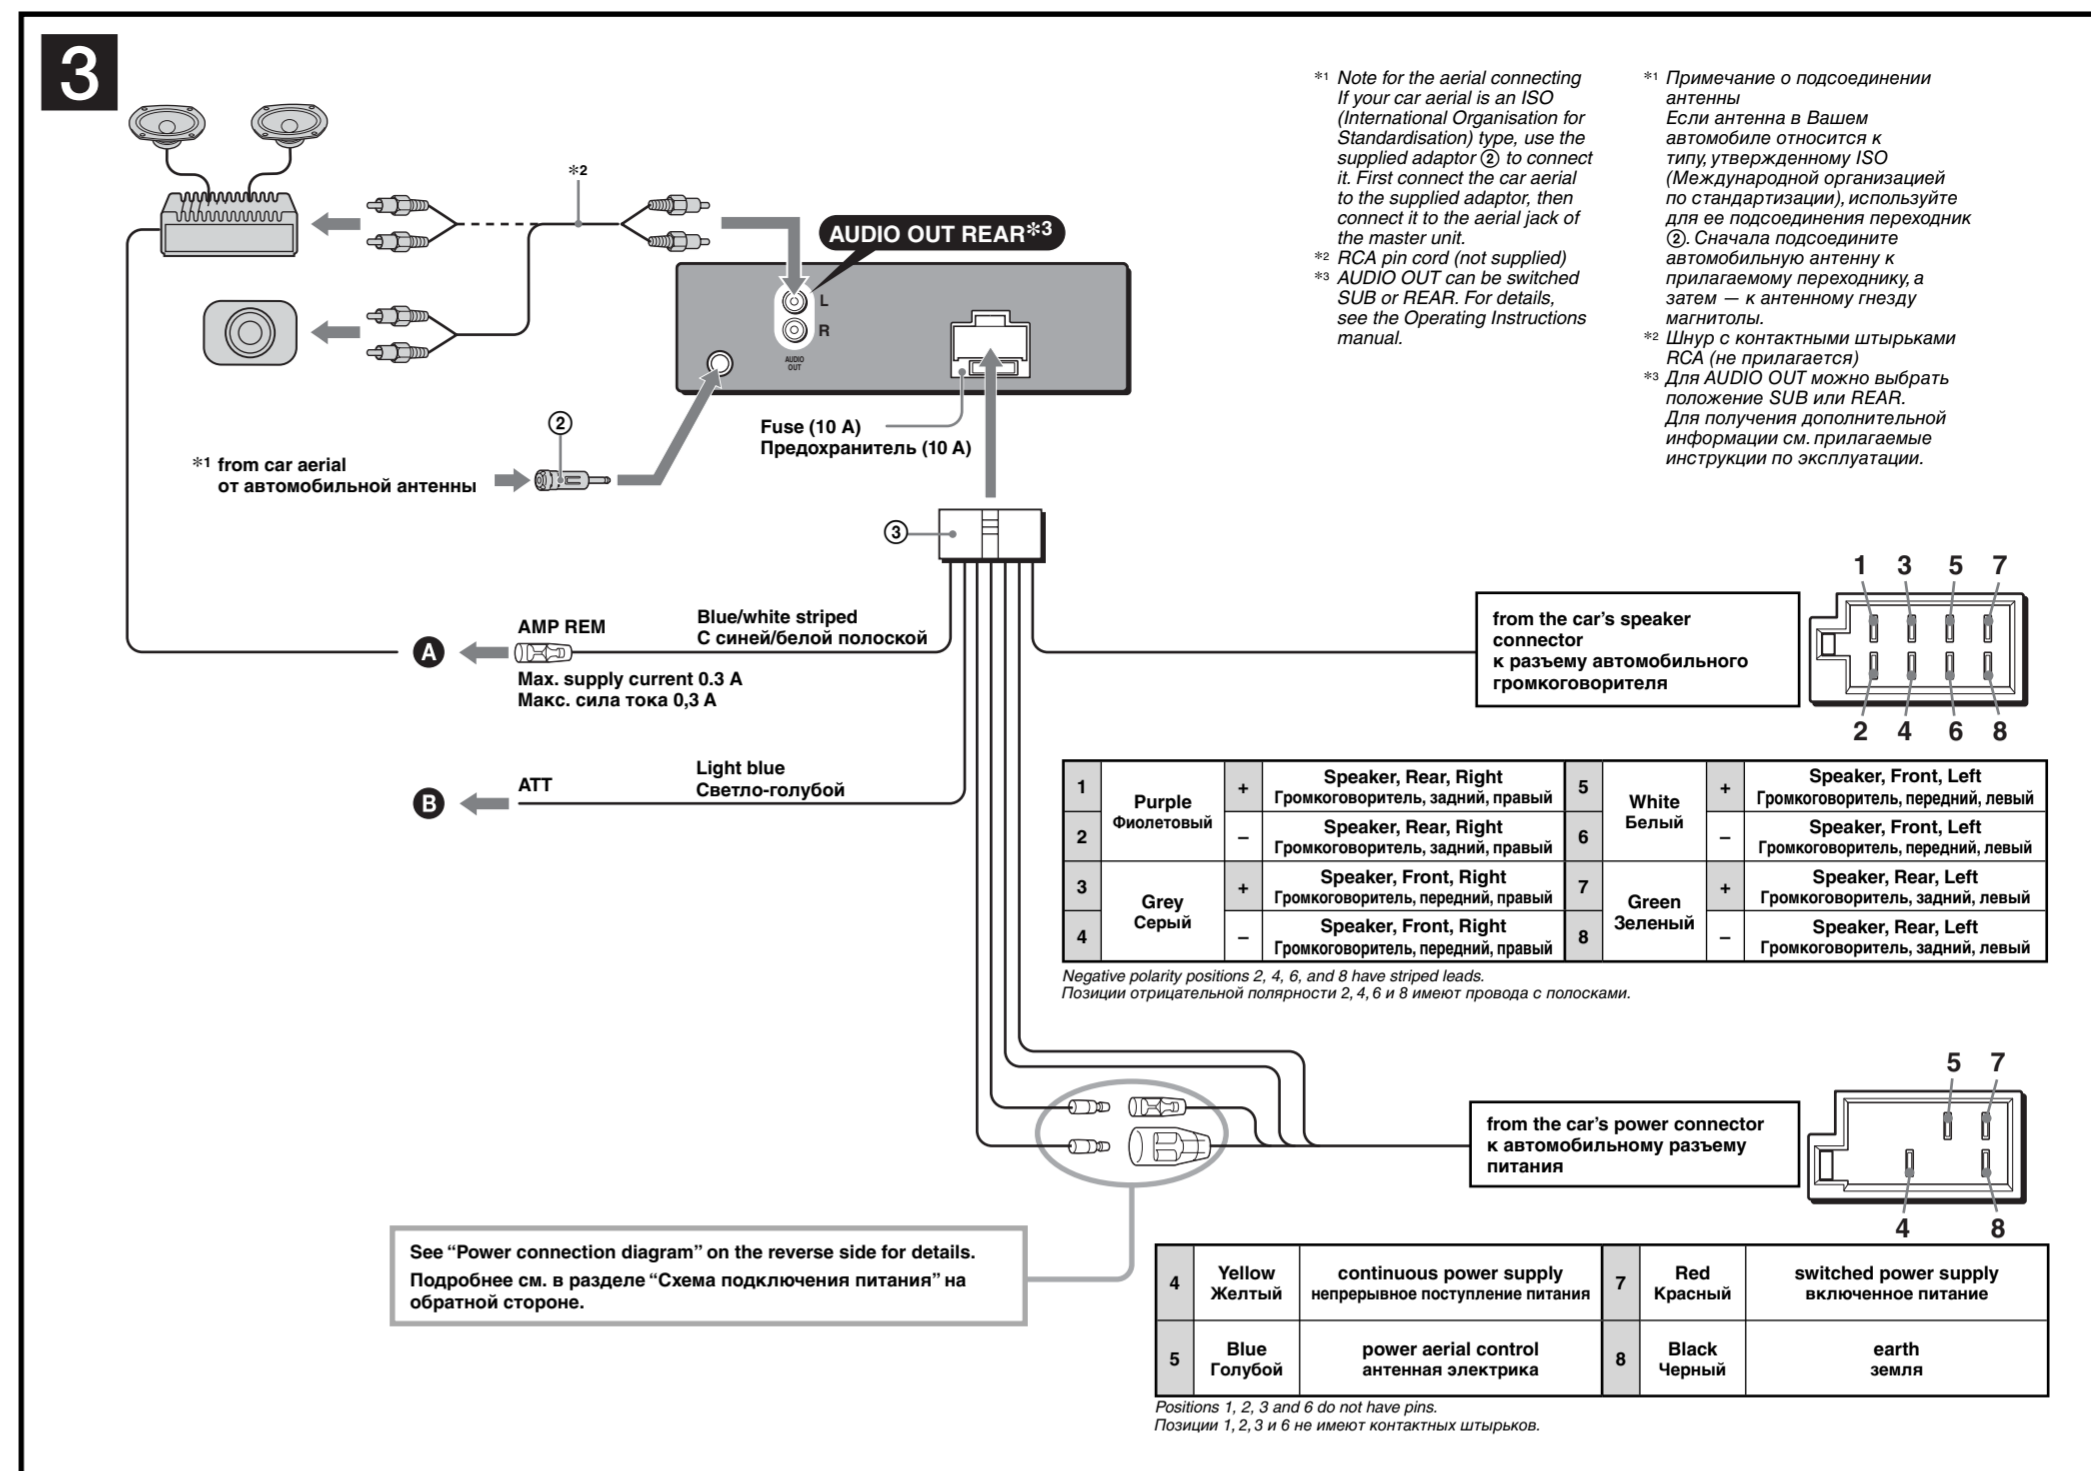 3
*1 Note for the aerial connecting
If your car aerial is an ISO
(International Organisation for
Standardisation) type, use the
supplied adaptor ② to connect
it. First connect the car aerial
to the supplied adaptor, then
connect it to the aerial jack of
the master unit.
*2 RCA pin cord (not supplied)
*3 AUDIO OUT can be switched
SUB or REAR. For details,
see the Operating Instructions
manual.
*1 Примечание о подсоединении
антенны
Если антенна в Вашем
автомобиле относится к
типу, утвержденному ISO
(Международной организацией
по стандартизации), используйте
для ее подсоединения переходник
②. Сначала подсоедините
автомобильную антенну к
прилагаемому переходнику, а
затем — к антенному гнезду
магнитолы.
*2 Шнур с контактными штырьками
RCA (не прилагается)
*3 Для AUDIO OUT можно выбрать
положение SUB или REAR.
Для получения дополнительной
информации см. прилагаемые
инструкции по эксплуатации.
*2
AUDIO OUT REAR*3
L
R
AUDIO
OUT
Fuse (10 A)
Предохранитель (10 A)
②
*1 from car aerial
от автомобильной антенны
③
A
AMP REM
Blue/white striped
С синей/белой полоской
Max. supply current 0.3 A
Макс. сила тока 0,3 А
B
ATT
Light blue
Светло-голубой
from the car's speaker
connector
к разъему автомобильного
громкоговорителя
1 3 5 7
2 4 6 8
1 Purple Фиолетовый + Speaker, Rear, Right
Громкоговоритель, задний, правый
2 – Speaker, Rear, Right
Громкоговоритель, задний, правый
3 Grey Серый + Speaker, Front, Right
Громкоговоритель, передний, правый
4 – Speaker, Front, Right
Громкоговоритель, передний, правый
5 White Белый + Speaker, Front, Left
Громкоговоритель, передний, левый
6 – Speaker, Front, Left
Громкоговоритель, передний, левый
7 Green Зеленый + Speaker, Rear, Left
Громкоговоритель, задний, левый
8 – Speaker, Rear, Left
Громкоговоритель, задний, левый
Negative polarity positions 2, 4, 6, and 8 have striped leads.
Позиции отрицательной полярности 2, 4, 6 и 8 имеют провода с полосками.
from the car's power connector
к автомобильному разъему
питания
5 7
4 8
See “Power connection diagram” on the reverse side for details.
Подробнее см. в разделе “Схема подключения питания” на
обратной стороне.
4 Yellow Желтый continuous power supply
непрерывное поступление питания
5 Blue Голубой power aerial control
антенная электрика
7 Red Красный switched power supply
включенное питание
8 Black Черный earth
земля
Positions 1, 2, 3 and 6 do not have pins.
Позиции 1, 2, 3 и 6 не имеют контактных штырьков.